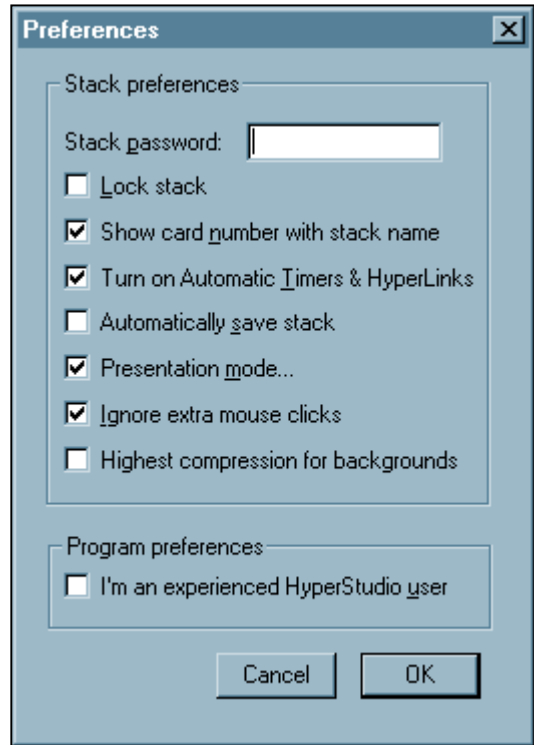 Preferences
Stack preferences
Stack password:
Lock stack
Show card number with stack name
Turn on Automatic Timers & HyperLinks
Automatically save stack
Presentation mode...
Ignore extra mouse clicks
Highest compression for backgrounds
Program preferences
I'm an experienced HyperStudio user
Cancel OK